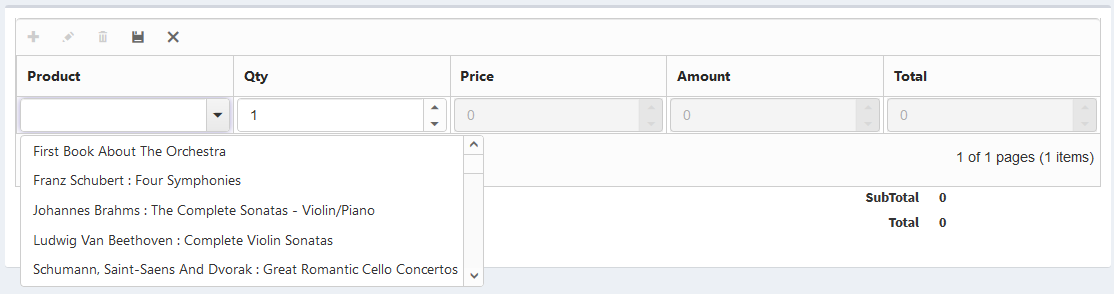 Product Qty Price Amount Total
1 0 0 0
First Book About The Orchestra
1 of 1 pages (1 items)
Franz Schubert : Four Symphonies
Johannes Brahms : The Complete Sonatas - Violin/Piano
SubTotal 0
Total 0
Ludwig Van Beethoven : Complete Violin Sonatas
Schumann, Saint-Saens And Dvorak : Great Romantic Cello Concertos